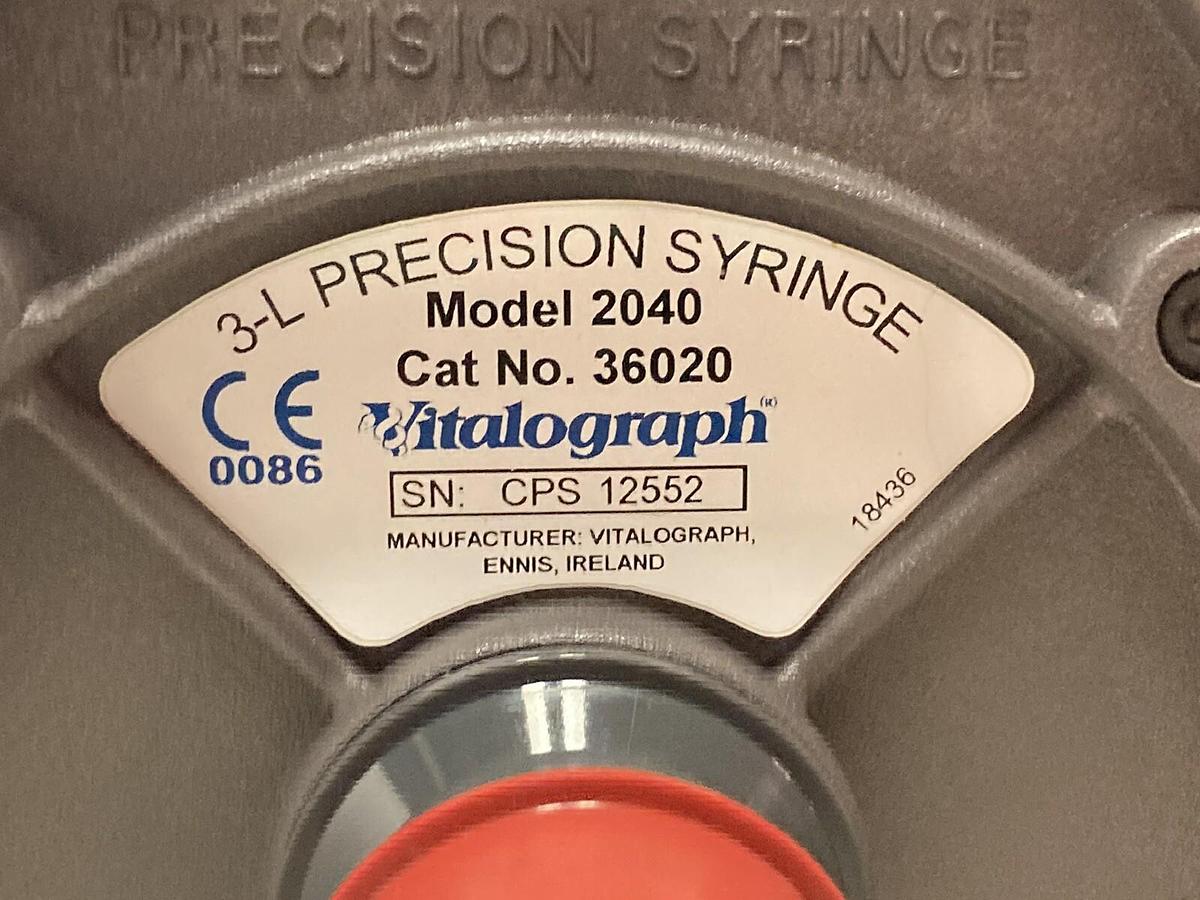 PRECISION SYRINGE
3-L PRECISION SYRINGE
Model 2040
Cat No. 36020
CE
0086
Vitalograph(R)
SN: CPS 12552
MANUFACTURER: VITALOGRAPH,
ENNIS, IRELAND
18436